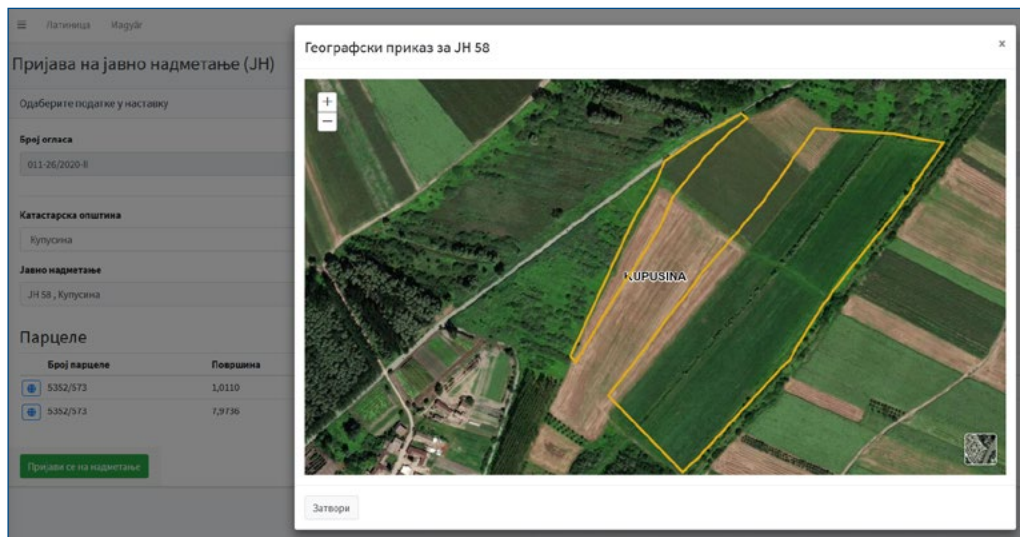 Латиница Magyár
Пријава на јавно надметање (ЈН)
Одаберите податке у наставку
Број огласа
011-26/2020-II
Катастарска општина
Купусина
Јавно надметање
ЈН 58 , Купусина
Парцеле
Број парцеле Површина
5352/573 1,0110
5352/573 7,9736
Пријави се на надметање
Географски приказ за ЈН 58
x
+
−
KUPUSINA
Затвори